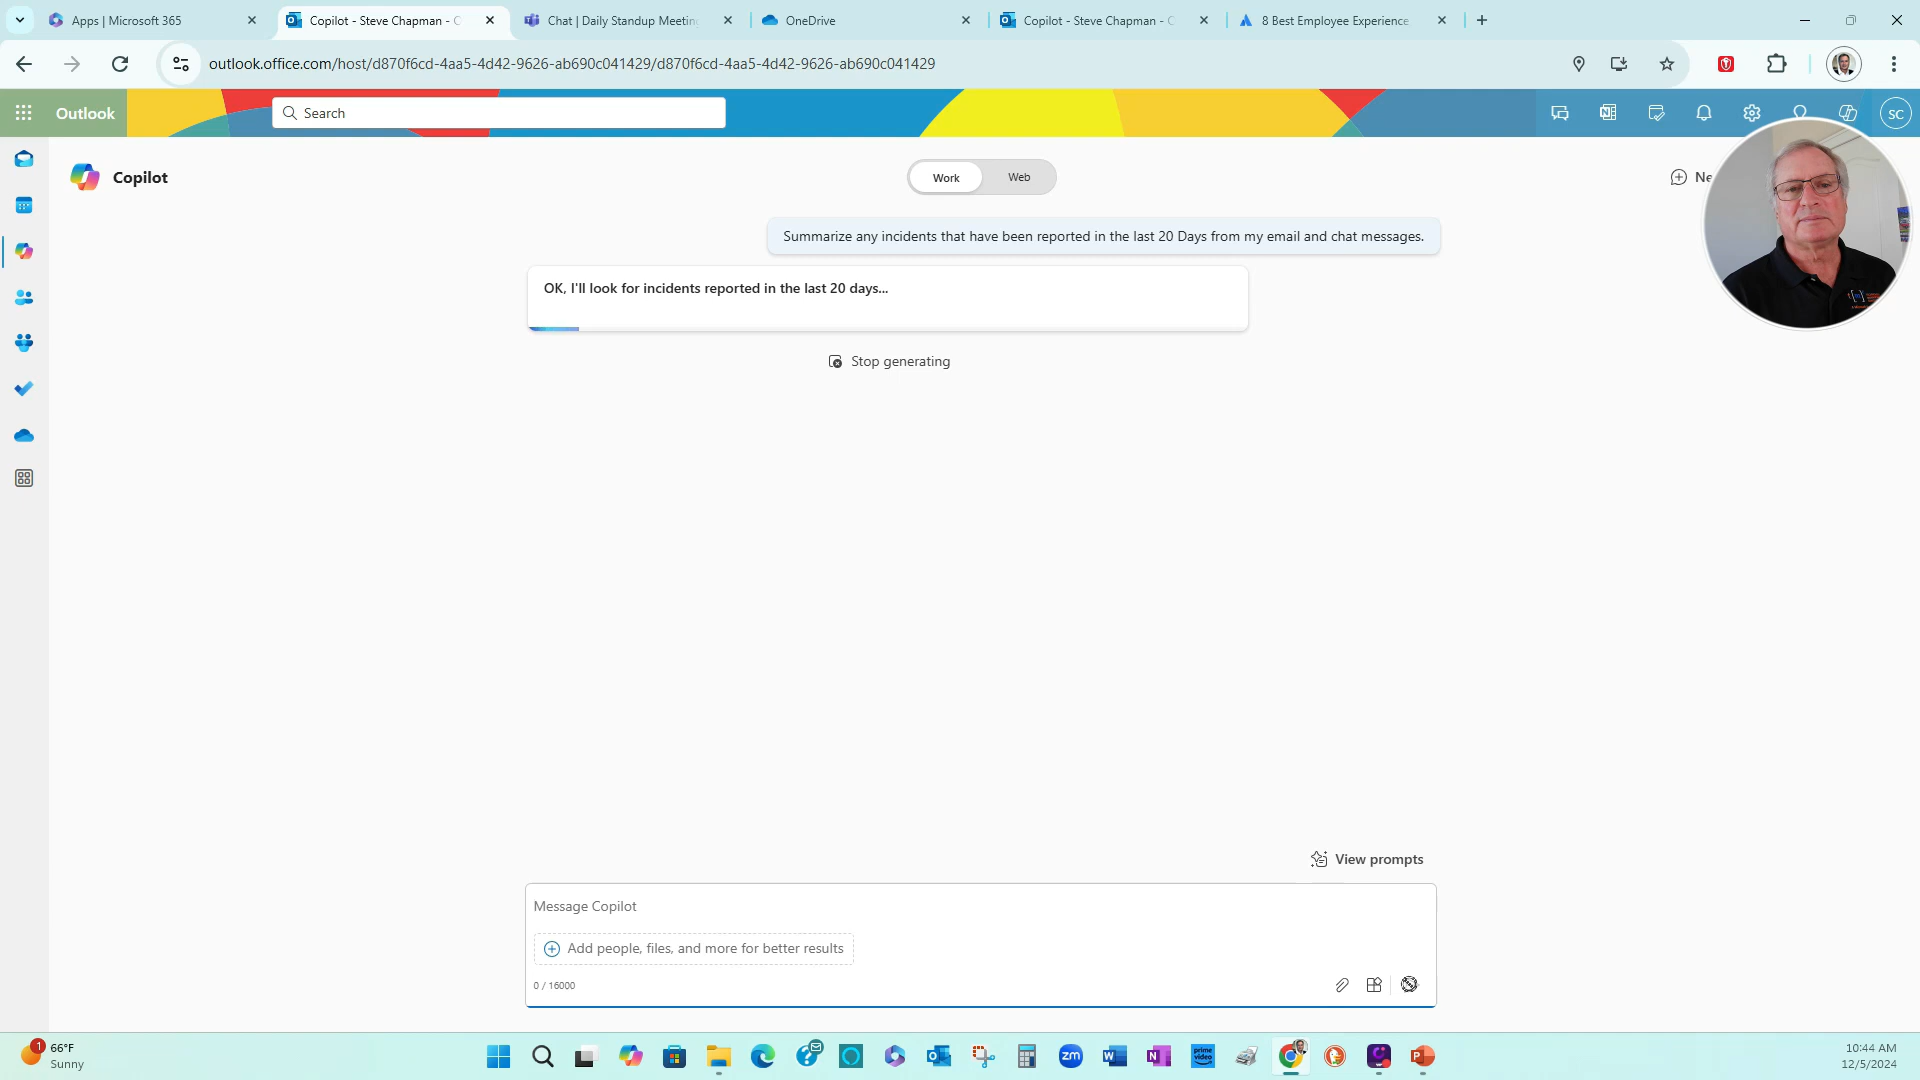 Apps | Microsoft 365
Copilot - Steve Chapman - O
Chat | Daily Standup Meetin
OneDrive
Copilot - Steve Chapman - O
8 Best Employee Experience
outlook.office.com/host/d870f6cd-4aa5-4d42-9626-ab690c041429/d870f6cd-4aa5-4d42-9626-ab690c041429
Outlook
Search
SC
Copilot
Work
Web
Ne
Summarize any incidents that have been reported in the last 20 Days from my email and chat messages.
OK, I'll look for incidents reported in the last 20 days...
Stop generating
View prompts
Message Copilot
Add people, files, and more for better results
0 / 16000
1
66°F
Sunny
zm
prime video
10:44 AM
12/5/2024